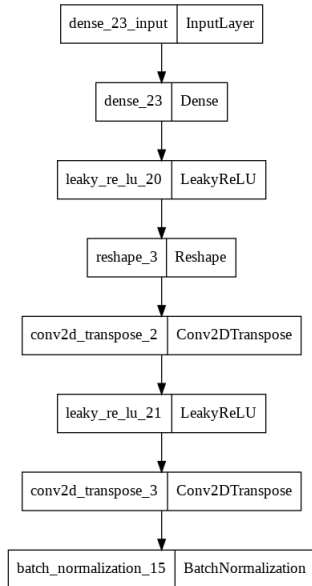 dense_23_input InputLayer
dense_23 Dense
leaky_re_lu_20 LeakyReLU
reshape_3 Reshape
conv2d_transpose_2 Conv2DTranspose
leaky_re_lu_21 LeakyReLU
conv2d_transpose_3 Conv2DTranspose
batch_normalization_15 BatchNormalization